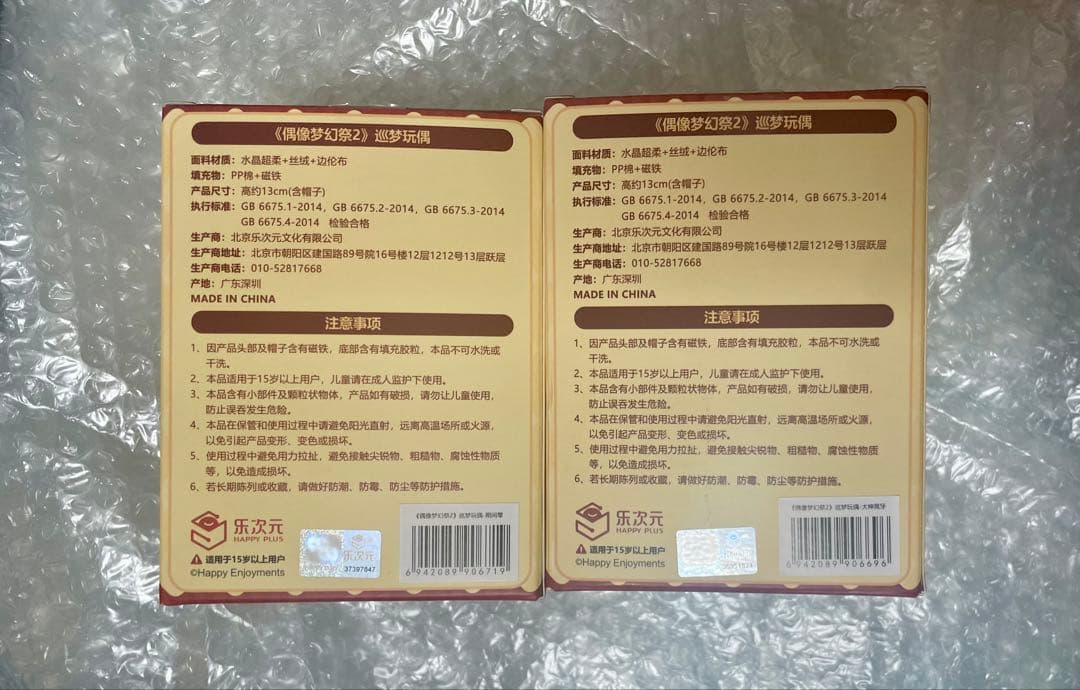 《偶像梦幻祭2》巡梦玩偶
面料材质：水晶超柔+丝绒+边伦布
填充物：PP棉+磁铁
产品尺寸：高约13cm(含帽子)
执行标准：GB 6675.1-2014，GB 6675.2-2014，GB 6675.3-2014
GB 6675.4-2014 检验合格
生产商：北京乐次元文化有限公司
生产商地址：北京市朝阳区建国路89号院16号楼12层1212号13层跃层
生产商电话：010-52817668
产地：广东深圳
MADE IN CHINA
注意事项
1、因产品头部及帽子含有磁铁，底部含有填充胶粒，本品不可水洗或
干洗。
2、本品适用于15岁以上用户，儿童请在成人监护下使用。
3、本品含有小部件及颗粒状物体，产品如有破损，请勿让儿童使用，
防止误吞发生危险。
4、本品在保管和使用过程中请避免阳光直射，远离高温场所或火源，
以免引起产品变形、变色或损坏。
5、使用过程中避免用力拉扯，避免接触尖锐物、粗糙物、腐蚀性物质
等，以免造成损坏。
6、若长期陈列或收藏，请做好防潮、防霉、防尘等防护措施。
乐次元
HAPPY PLUS
适用于15岁以上用户
©Happy Enjoyments
乐次元
37397847
《偶像梦幻祭2》巡梦玩偶-朔间零
6 942089 906719
《偶像梦幻祭2》巡梦玩偶
面料材质：水晶超柔+丝绒+边伦布
填充物：PP棉+磁铁
产品尺寸：高约13cm(含帽子)
执行标准：GB 6675.1-2014，GB 6675.2-2014，GB 6675.3-2014
GB 6675.4-2014 检验合格
生产商：北京乐次元文化有限公司
生产商地址：北京市朝阳区建国路89号院16号楼12层1212号13层跃层
生产商电话：010-52817668
产地：广东深圳
MADE IN CHINA
注意事项
1、因产品头部及帽子含有磁铁，底部含有填充胶粒，本品不可水洗或
干洗。
2、本品适用于15岁以上用户，儿童请在成人监护下使用。
3、本品含有小部件及颗粒状物体，产品如有破损，请勿让儿童使用，
防止误吞发生危险。
4、本品在保管和使用过程中请避免阳光直射，远离高温场所或火源，
以免引起产品变形、变色或损坏。
5、使用过程中避免用力拉扯，避免接触尖锐物、粗糙物、腐蚀性物质
等，以免造成损坏。
6、若长期陈列或收藏，请做好防潮、防霉、防尘等防护措施。
乐次元
HAPPY PLUS
适用于15岁以上用户
©Happy Enjoyments
《偶像梦幻祭2》巡梦玩偶-大神晃牙
6 942089 906696